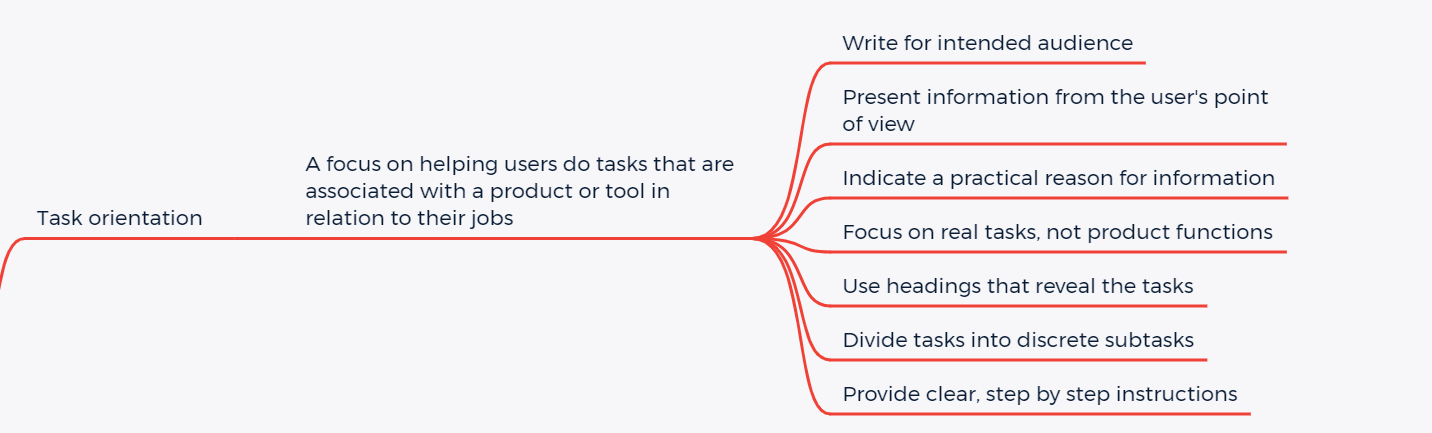 Task orientation
A focus on helping users do tasks that are
associated with a product or tool in
relation to their jobs
Write for intended audience
Present information from the user's point
of view
Indicate a practical reason for information
Focus on real tasks, not product functions
Use headings that reveal the tasks
Divide tasks into discrete subtasks
Provide clear, step by step instructions